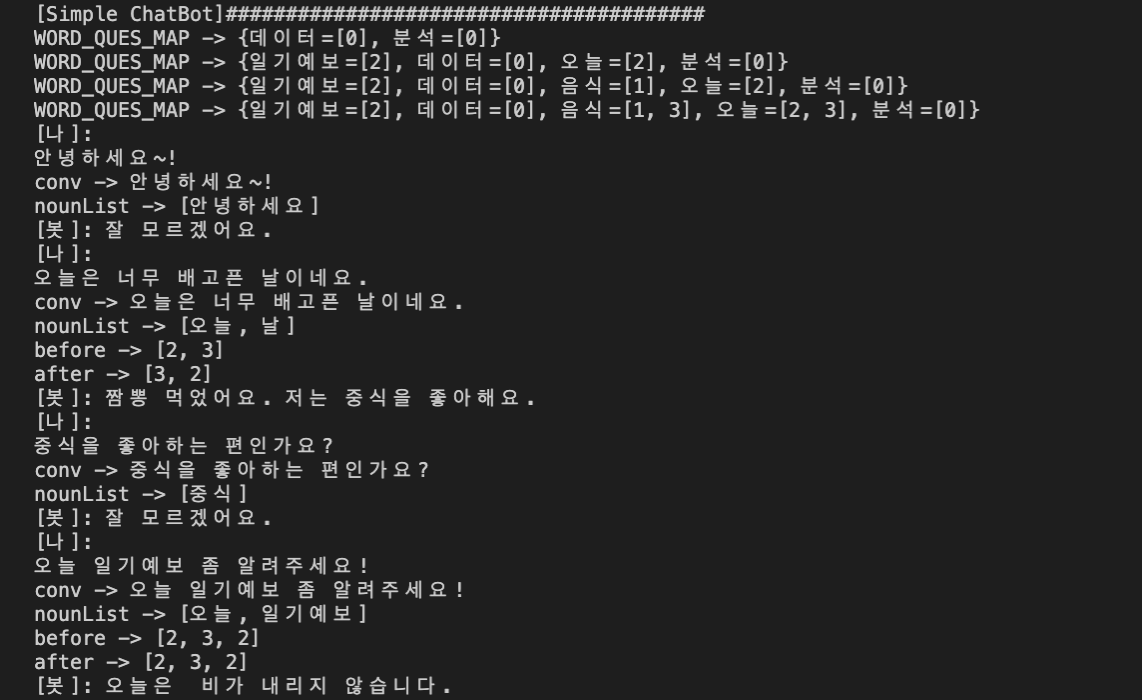 [Simple ChatBot]########################################
WORD_QUES_MAP -> {데이터=[0], 분석=[0]}
WORD_QUES_MAP -> {일기예보=[2], 데이터=[0], 오늘=[2], 분석=[0]}
WORD_QUES_MAP -> {일기예보=[2], 데이터=[0], 음식=[1], 오늘=[2], 분석=[0]}
WORD_QUES_MAP -> {일기예보=[2], 데이터=[0], 음식=[1, 3], 오늘=[2, 3], 분석=[0]}
[나]:
안녕하세요~!
conv -> 안녕하세요~!
nounList -> [안녕하세요]
[봇]: 잘 모르겠어요.
[나]:
오늘은 너무 배고픈 날이네요.
conv -> 오늘은 너무 배고픈 날이네요.
nounList -> [오늘, 날]
before -> [2, 3]
after -> [3, 2]
[봇]: 짬뽕 먹었어요. 저는 중식을 좋아해요.
[나]:
중식을 좋아하는 편인가요?
conv -> 중식을 좋아하는 편인가요?
nounList -> [중식]
[봇]: 잘 모르겠어요.
[나]:
오늘 일기예보 좀 알려주세요!
conv -> 오늘 일기예보 좀 알려주세요!
nounList -> [오늘, 일기예보]
before -> [2, 3, 2]
after -> [2, 3, 2]
[봇]: 오늘은  비가 내리지 않습니다.